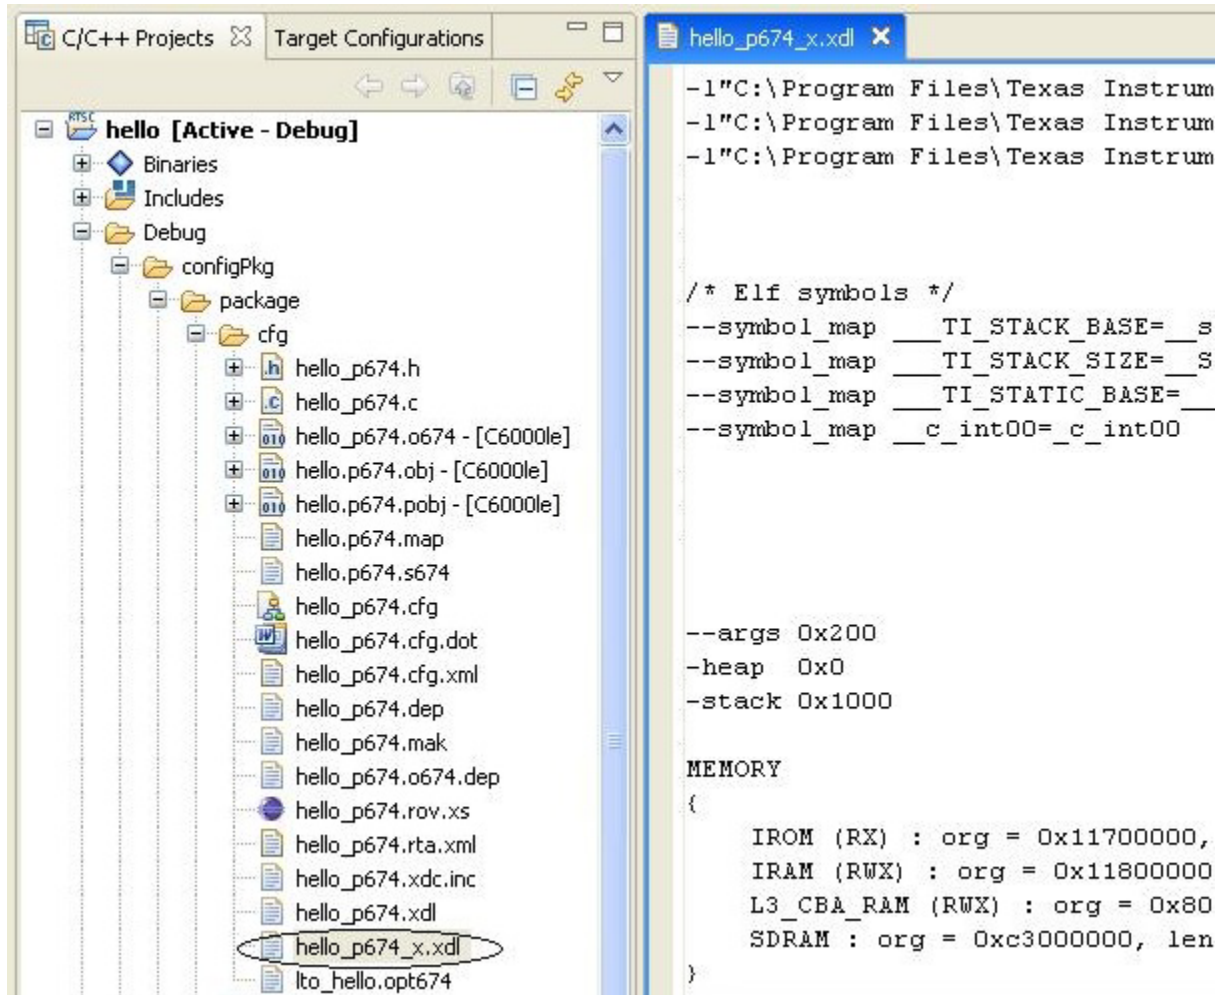 C/C++ Projects
Target Configurations
RTSC
hello [Active - Debug]
Binaries
Includes
Debug
configPkg
package
cfg
.h hello_p674.h
.c hello_p674.c
010 hello_p674.o674 - [C6000le]
010 hello.p674.obj - [C6000le]
010 hello.p674.pobj - [C6000le]
hello.p674.map
hello.p674.s674
hello_p674.cfg
W hello_p674.cfg.dot
hello_p674.cfg.xml
hello_p674.dep
hello_p674.mak
hello_p674.o674.dep
hello_p674.rov.xs
hello_p674.rta.xml
hello_p674.xdc.inc
hello_p674.xdl
hello_p674_x.xdl
lto_hello.opt674
hello_p674_x.xdl
-l"C:\Program Files\Texas Instrum
-l"C:\Program Files\Texas Instrum
-l"C:\Program Files\Texas Instrum
/* Elf symbols */
--symbol_map ___TI_STACK_BASE=__s
--symbol_map ___TI_STACK_SIZE=__S
--symbol_map ___TI_STATIC_BASE=__
--symbol_map __c_int00=_c_int00
--args 0x200
-heap 0x0
-stack 0x1000
MEMORY
{
IROM (RX) : org = 0x11700000,
IRAM (RWX) : org = 0x11800000
L3_CBA_RAM (RWX) : org = 0x80
SDRAM : org = 0xc3000000, len
}